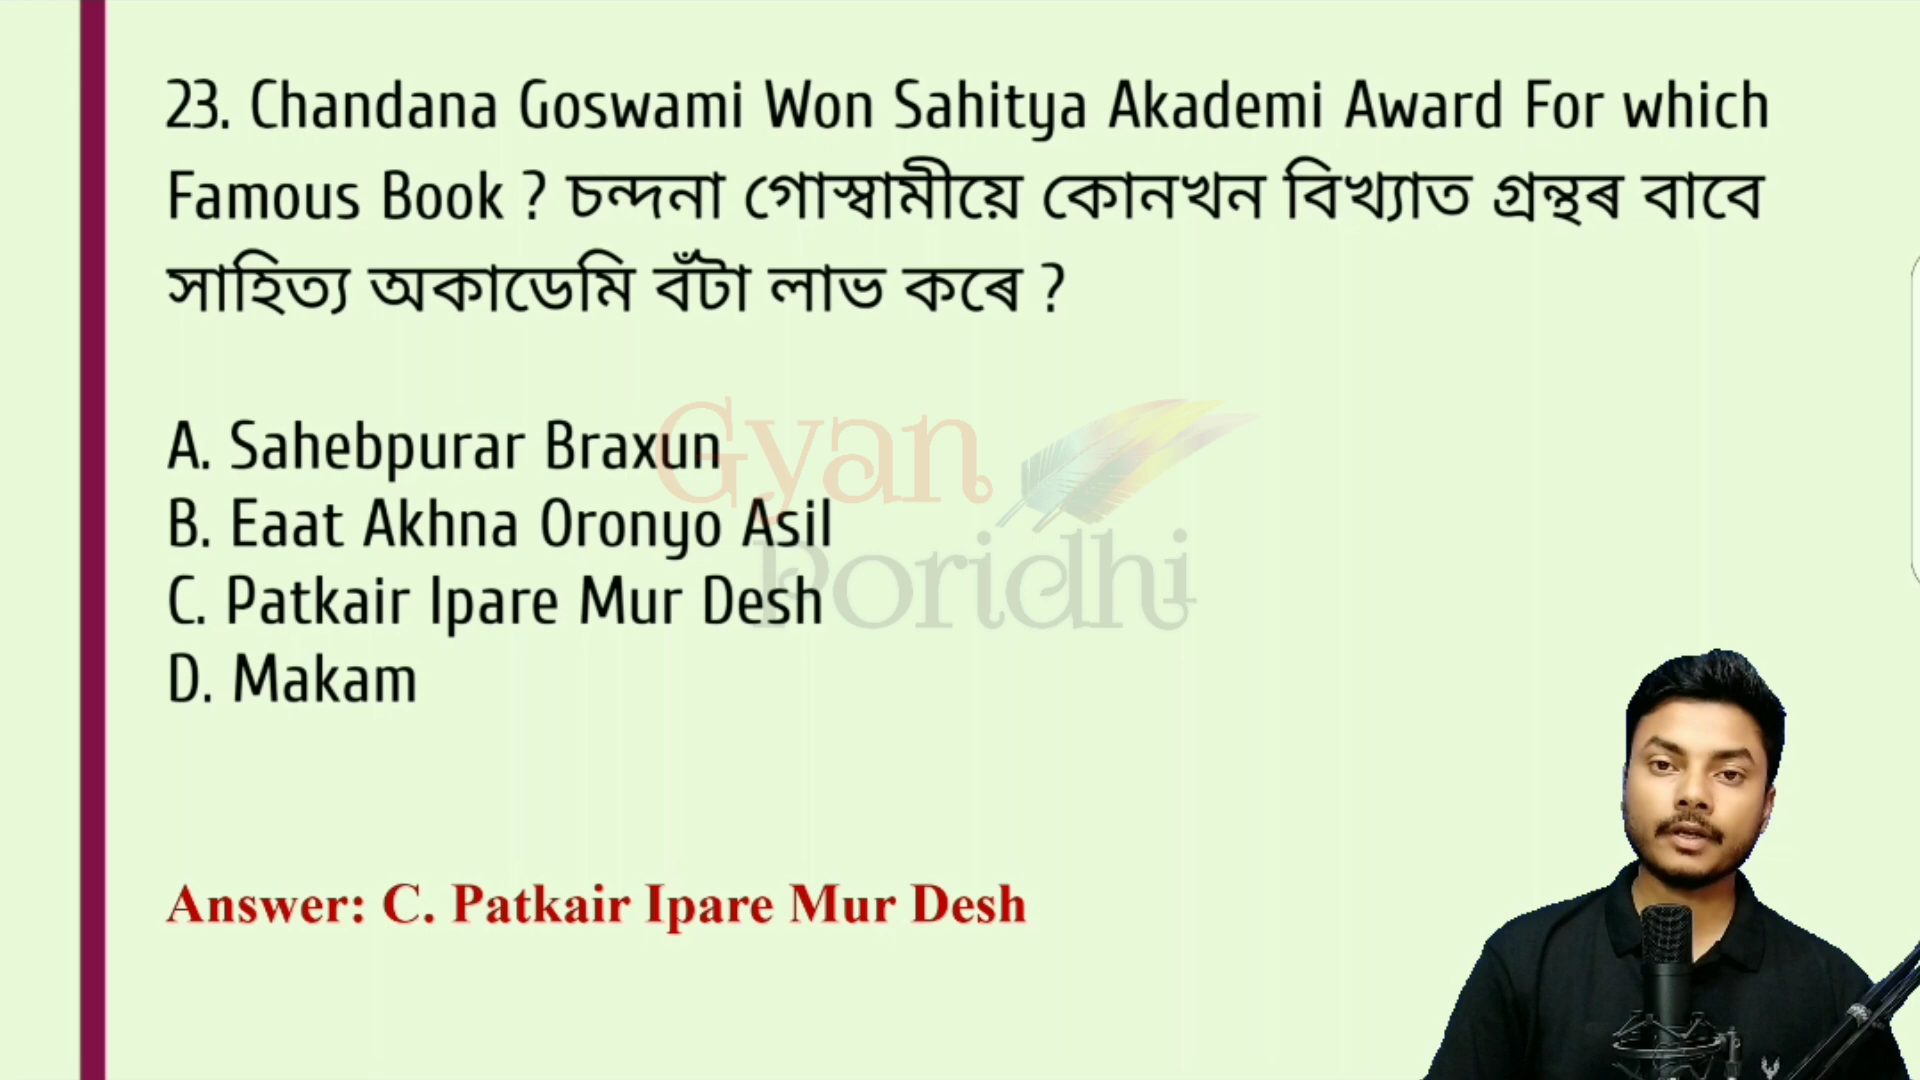 23. Chandana Goswami Won Sahitya Akademi Award For which
Famous Book ? চন্দনা গোস্বামীয়ে কোনখন বিখ্যাত গ্ৰন্থৰ বাবে
সাহিত্য অকাডেমি বঁটা লাভ কৰে ?
A. Sahebpurar Braxun
B. Eaat Akhna Oronyo Asil
C. Patkair Ipare Mur Desh
D. Makam
Gyan
Poridhi
Answer: C. Patkair Ipare Mur Desh